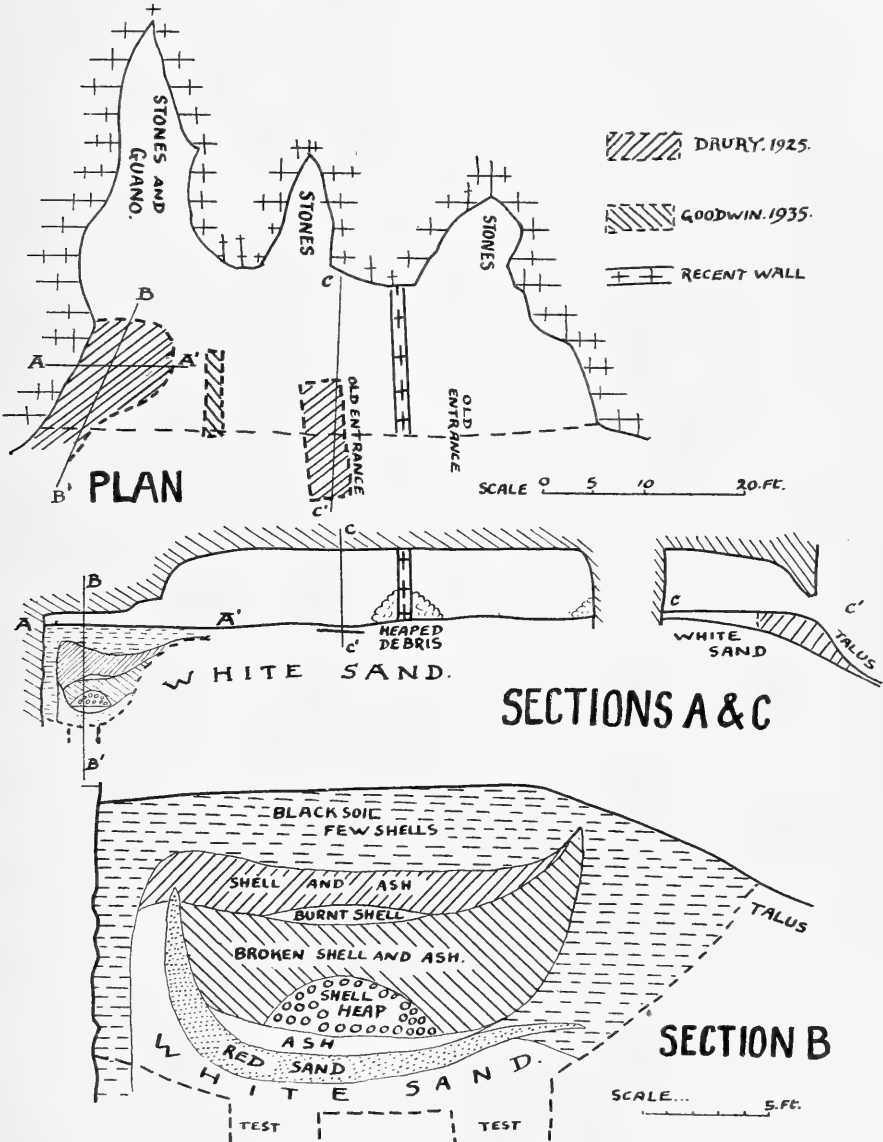 STONES AND
GUANO.
STONES
STONES
DRURY. 1925.
GOODWIN. 1935.
RECENT WALL
C
B
A
A'
OLD ENTRANCE
OLD
ENTRANCE
B'
PLAN
C'
SCALE 0 5 10 20. FT.
C
B
A
A'
HEAPED
DEBRIS
C'
WHITE SAND.
B'
C
C'
WHITE
SAND
TALUS
SECTIONS A & C
BLACK SOIL
FEW SHELLS
SHELL AND ASH
BURNT SHELL
BROKEN SHELL AND ASH.
SHELL
HEAP
ASH
RED SAND
WHITE SAND.
TALUS
SECTION B
SCALE... 5. FT.
TEST
TEST